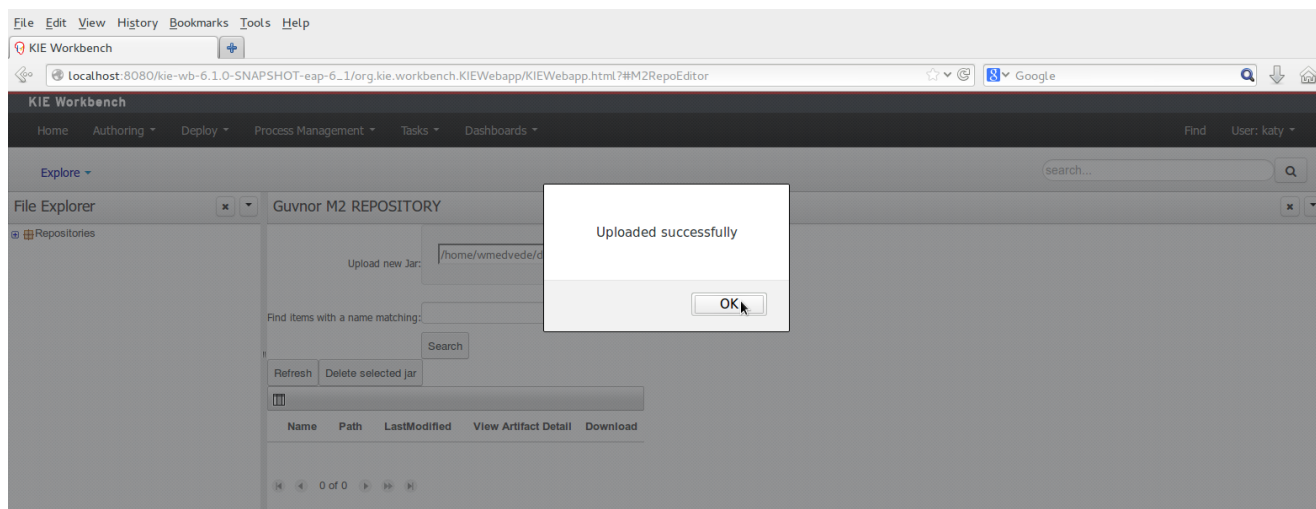 File Edit View History Bookmarks Tools Help
KIE Workbench
localhost:8080/kie-wb-6.1.0-SNAPSHOT-eap-6_1/org.kie.workbench.KIEWebapp/KIEWebapp.html?#M2RepoEditor Google
KIE Workbench
Home Authoring Deploy Process Management Tasks Dashboards Find User: katy
Explore search...
File Explorer Guvnor M2 REPOSITORY
Repositories
Uploaded successfully
OK
Upload new Jar: /home/wmedvede/d
Find items with a name matching:
Search
Refresh Delete selected jar
Name Path LastModified View Artifact Detail Download
0 of 0